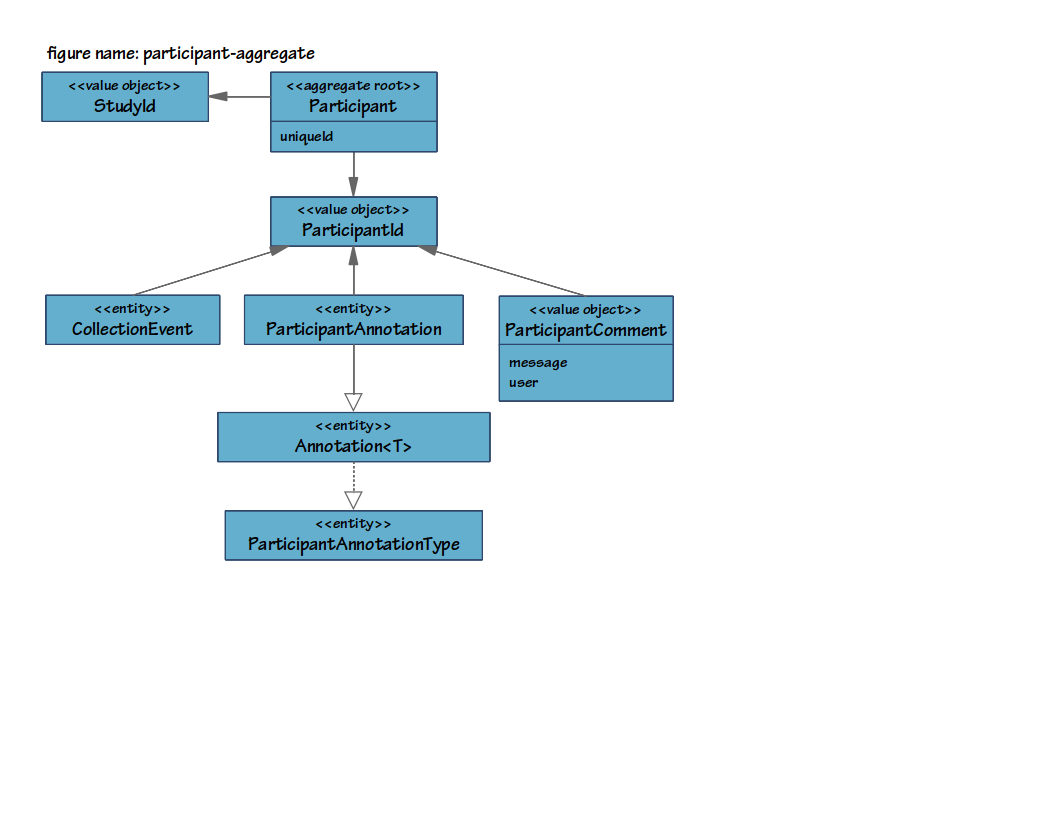 figure name: participant-aggregate
<<value object>>
StudyId
<<aggregate root>>
Participant
uniqueId
<<value object>>
ParticipantId
<<entity>>
CollectionEvent
<<entity>>
ParticipantAnnotation
<<value object>>
ParticipantComment
message
user
<<entity>>
Annotation<T>
<<entity>>
ParticipantAnnotationType